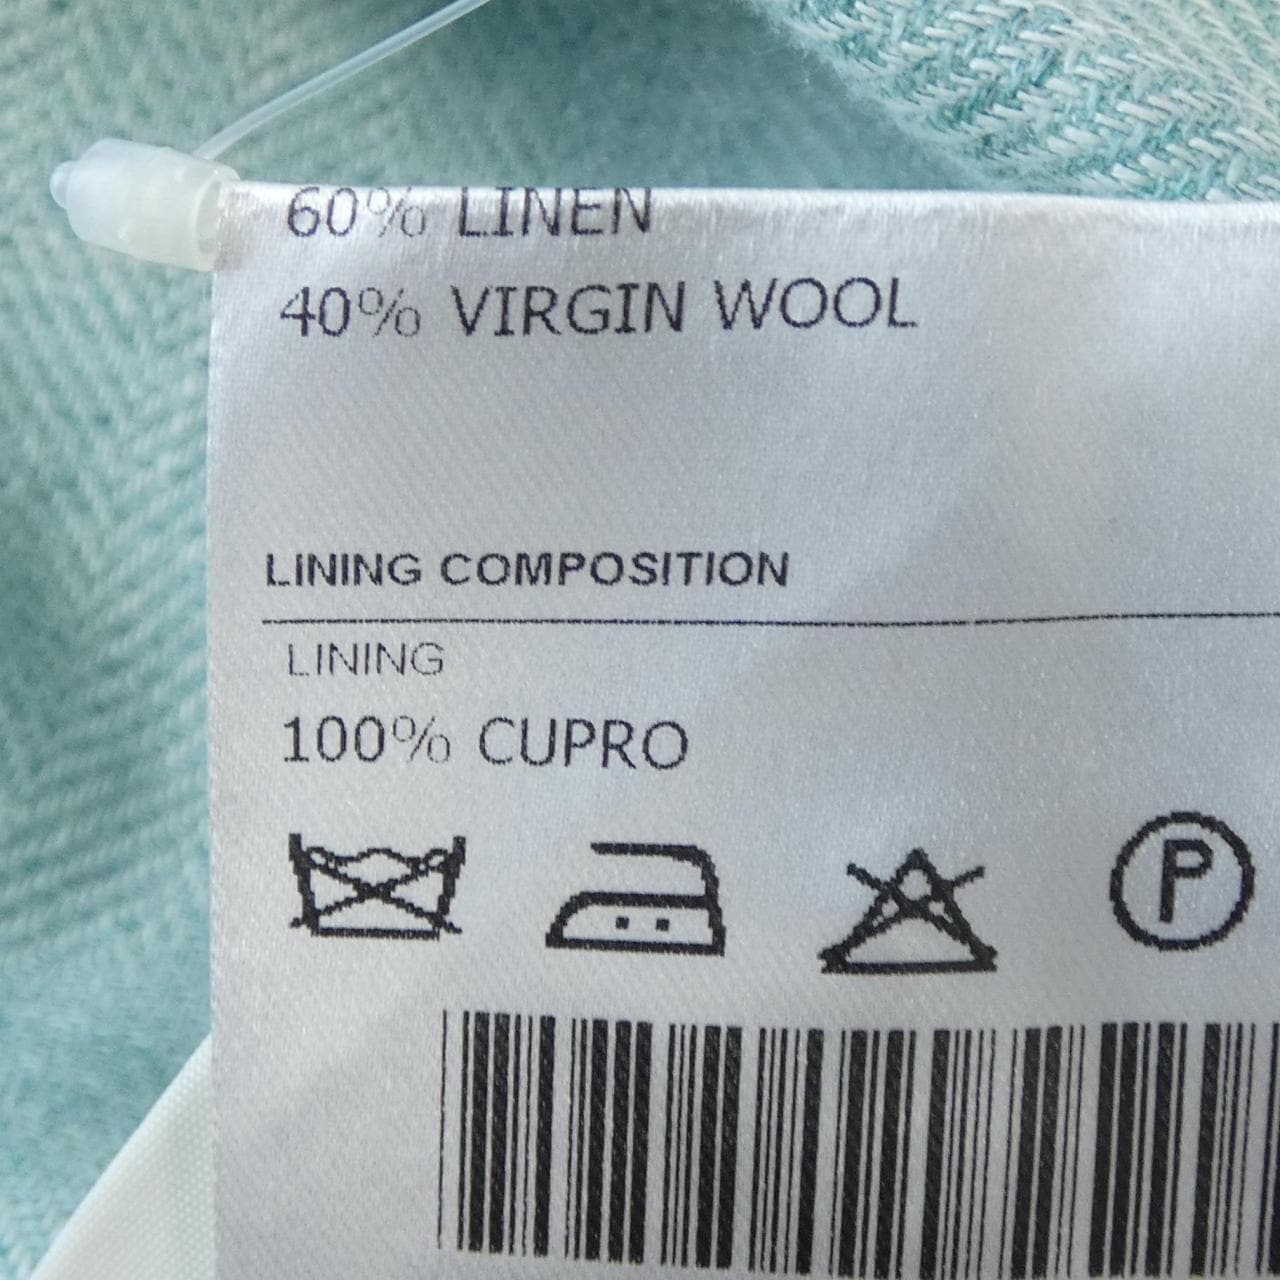 60% LINEN
40% VIRGIN WOOL
LINING COMPOSITION
LINING
100% CUPRO
P